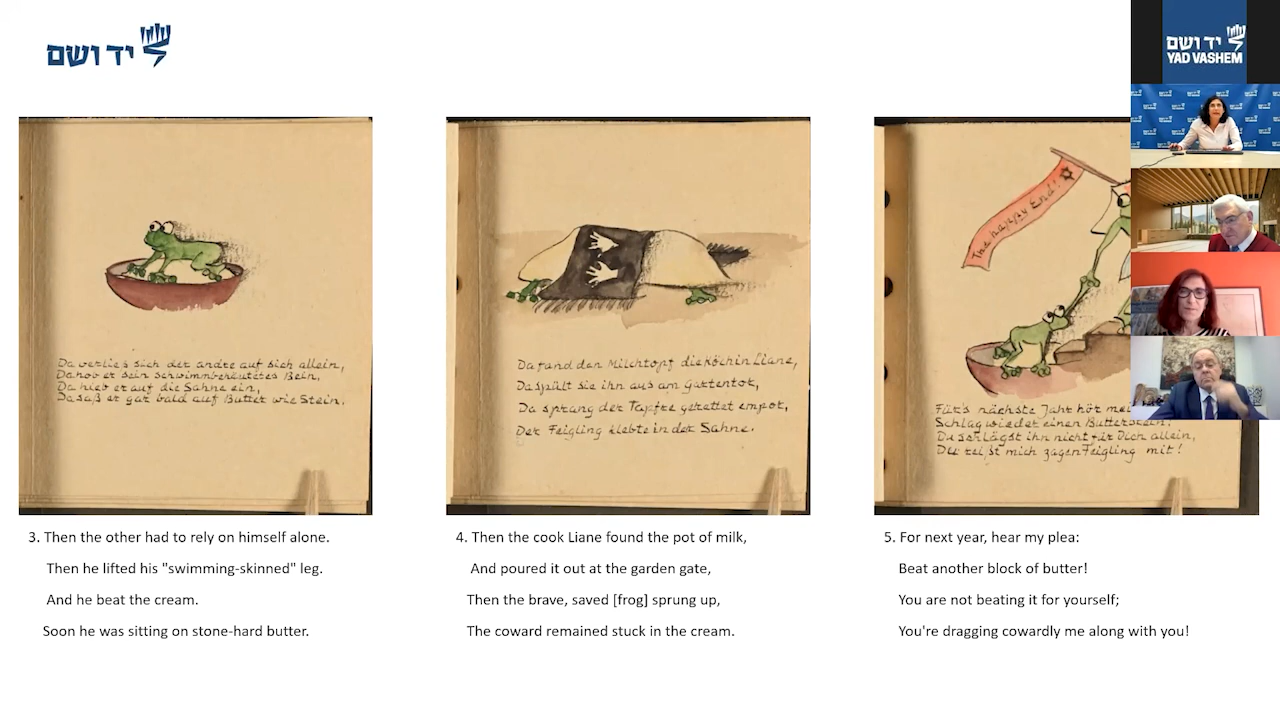 יד ושם
יד ושם
YAD VASHEM
The happy End!
Da verlies sich der andre auf sich allein,
Da hob er sein schwimmbehäutetes Bein,
Da hieb er auf die Sahne ein,
Da saß er gar bald auf Butter wie Stein.
Da fand den Milchtopf die Köchin Liane,
Da spült sie ihn aus am Gartentor,
Da sprang der Tapfre gerettet empor,
Der Feigling klebte in der Sahne.
Für's nächste Jahr hör
Schlag wieder einen Butterstein!
Du schlägst ihn nicht für Dich allein,
Du reißt mich zagen Feigling mit!
3. Then the other had to rely on himself alone.
Then he lifted his "swimming-skinned" leg.
And he beat the cream.
Soon he was sitting on stone-hard butter.
4. Then the cook Liane found the pot of milk,
And poured it out at the garden gate,
Then the brave, saved [frog] sprung up,
The coward remained stuck in the cream.
5. For next year, hear my plea:
Beat another block of butter!
You are not beating it for yourself;
You're dragging cowardly me along with you!